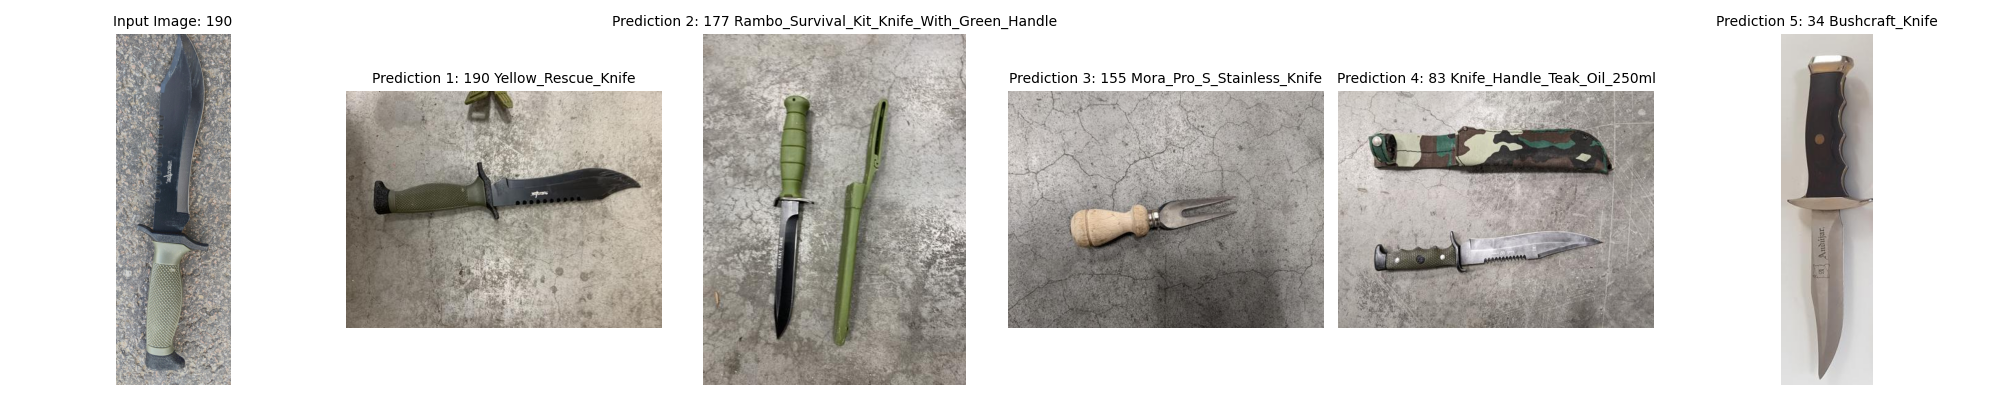 Input Image: 190
Prediction 1: 190 Yellow_Rescue_Knife
Prediction 2: 177 Rambo_Survival_Kit_Knife_With_Green_Handle
Prediction 3: 155 Mora_Pro_S_Stainless_Knife
Prediction 4: 83 Knife_Handle_Teak_Oil_250ml
Prediction 5: 34 Bushcraft_Knife